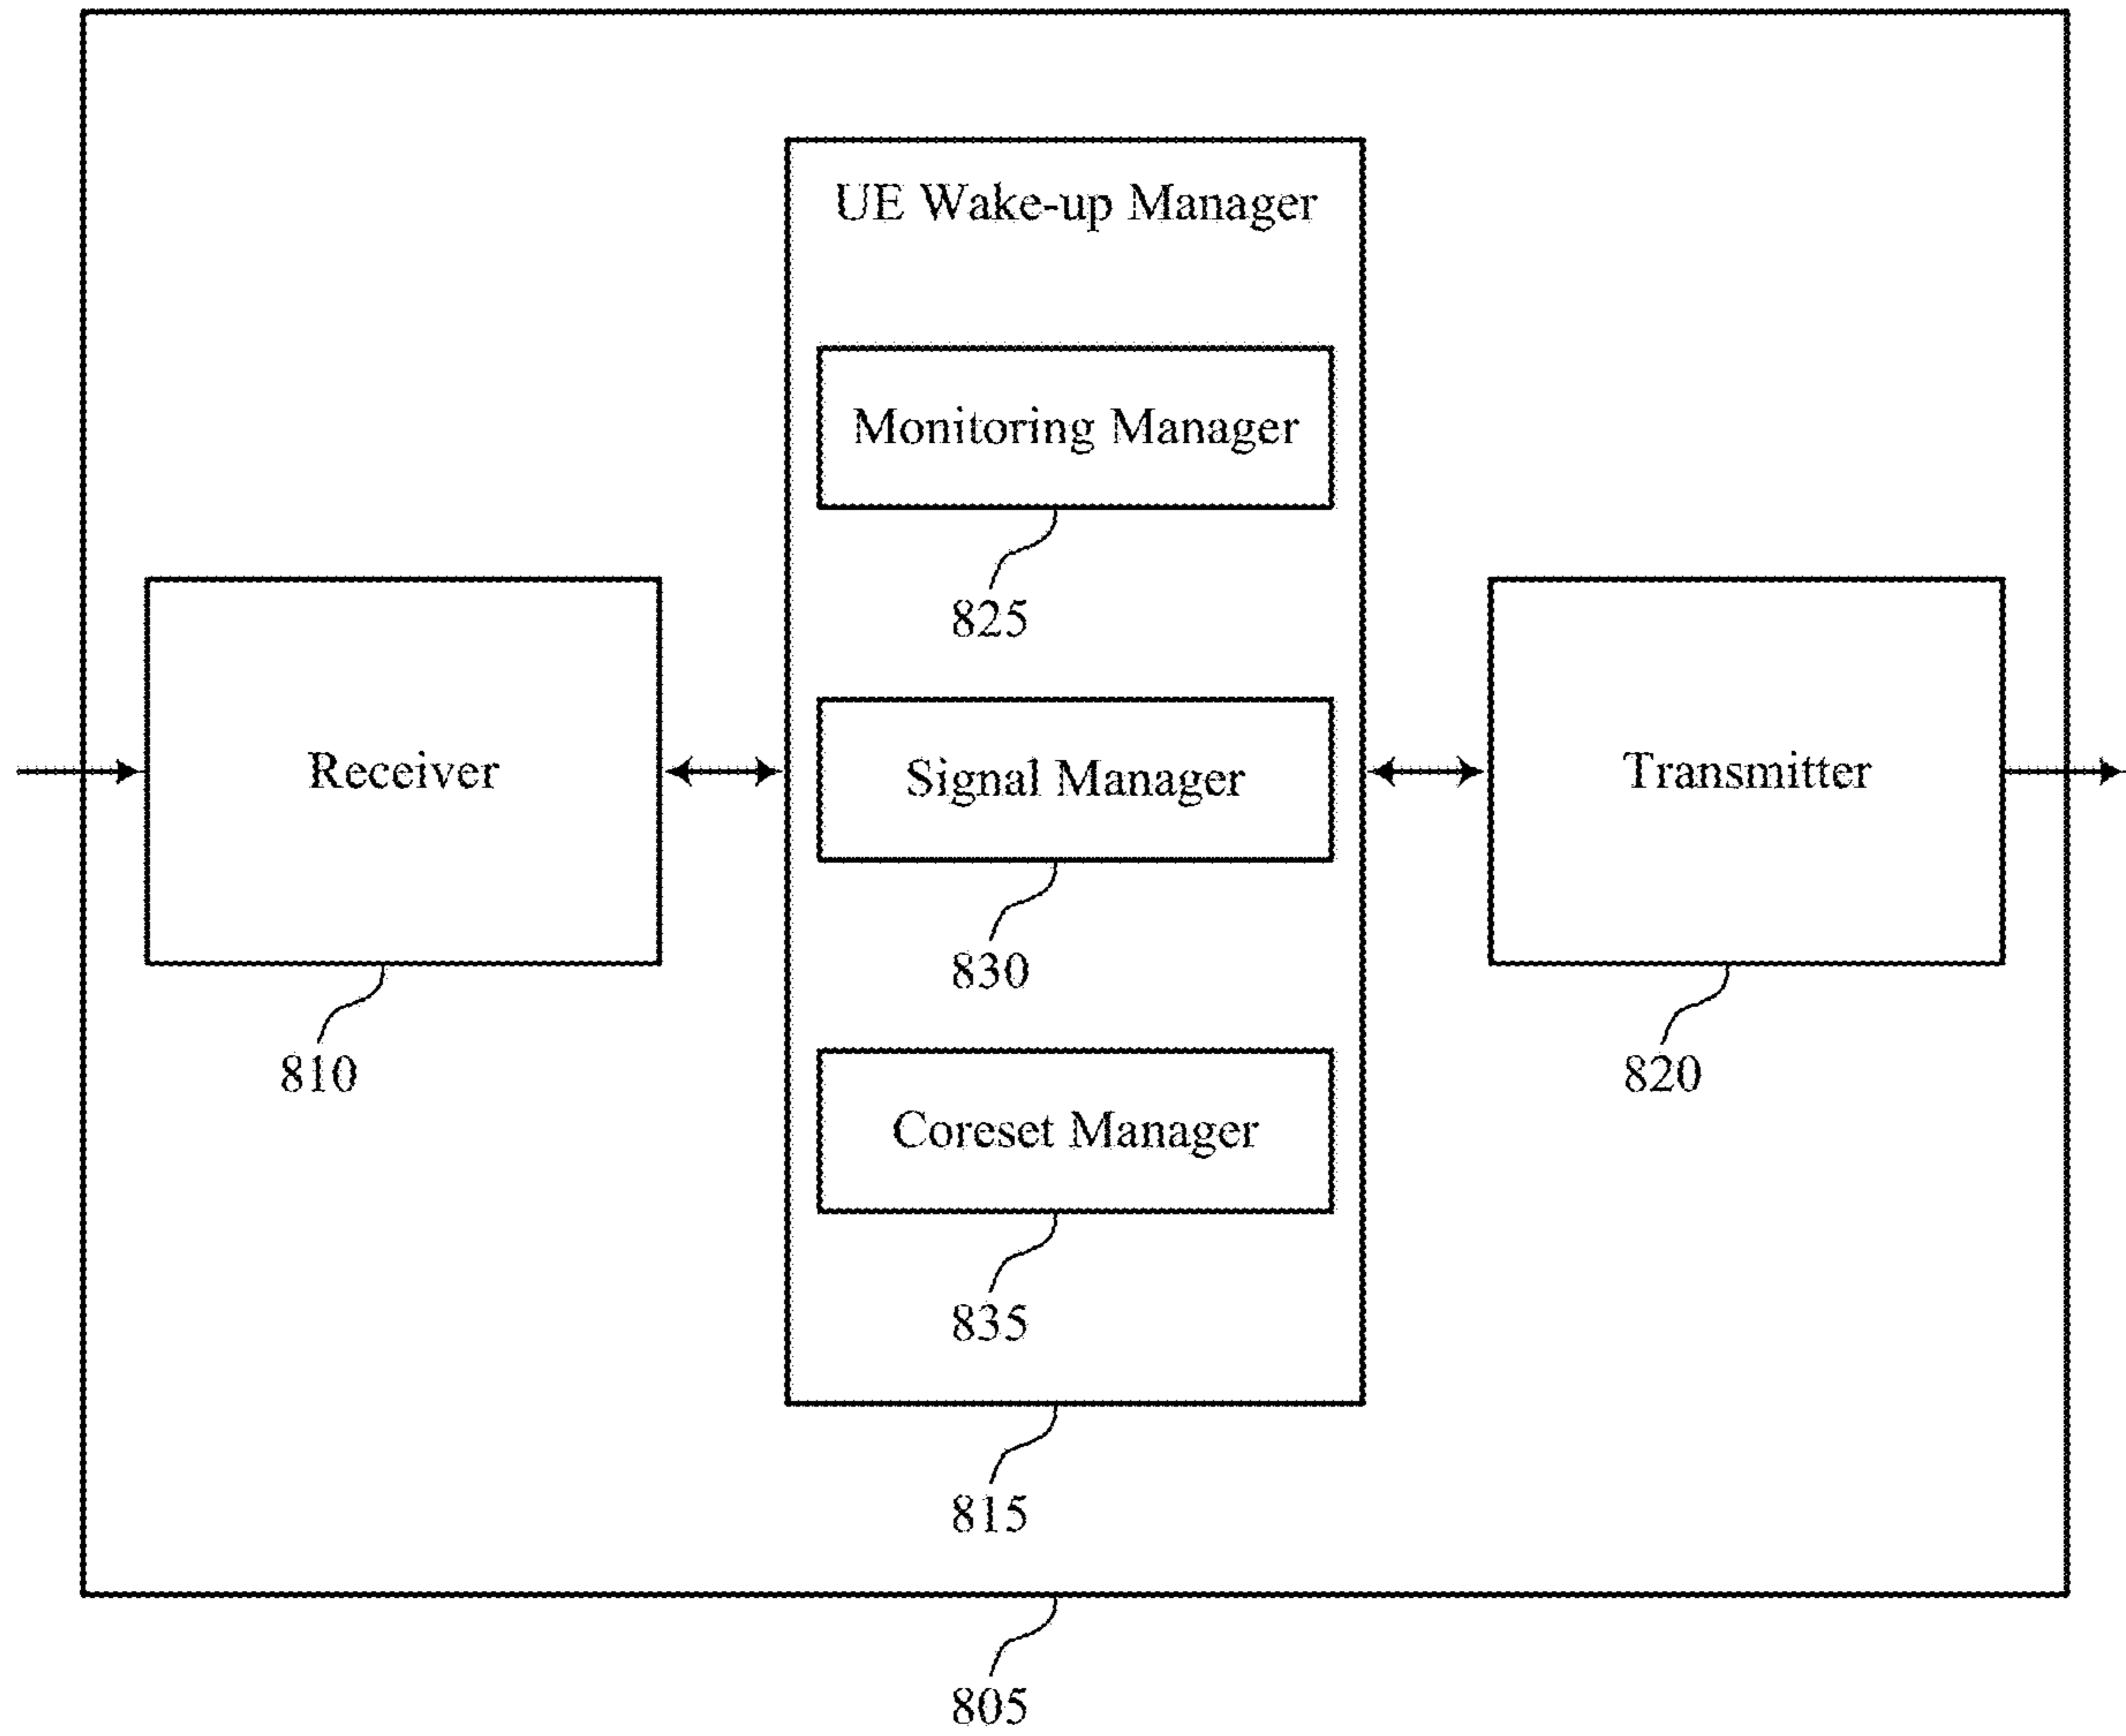 UE Wake-up Manager
Monitoring Manager
825
Receiver
Signal Manager
Transmitter
830
810
820
Coreset Manager
835
815
805